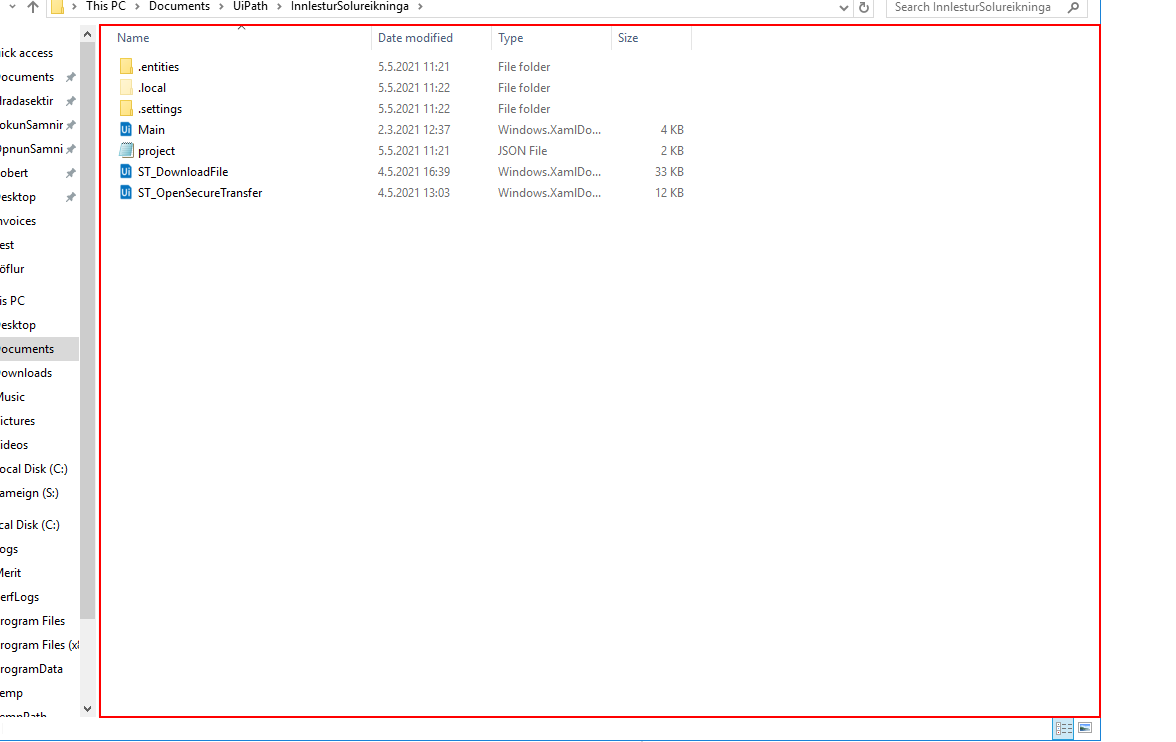 This PC > Documents > UiPath > InnlesturSolureikninga >
Search InnlesturSolureikninga
uick access
ocuments
lradasektir
okunSamnir
OpnunSamni
obert
esktop
nvoices
est
öflur
is PC
esktop
ocuments
ownloads
Music
ictures
ideos
ocal Disk (C:)
ameign (S:)
cal Disk (C:)
ogs
Merit
erfLogs
rogram Files
rogram Files (x8
rogramData
emp
empPath
Name Date modified Type Size
.entities 5.5.2021 11:21 File folder
.local 5.5.2021 11:22 File folder
.settings 5.5.2021 11:22 File folder
Main 2.3.2021 12:37 Windows.XamlDo... 4 KB
project 5.5.2021 11:21 JSON File 2 KB
ST_DownloadFile 4.5.2021 16:39 Windows.XamlDo... 33 KB
ST_OpenSecureTransfer 4.5.2021 13:03 Windows.XamlDo... 12 KB